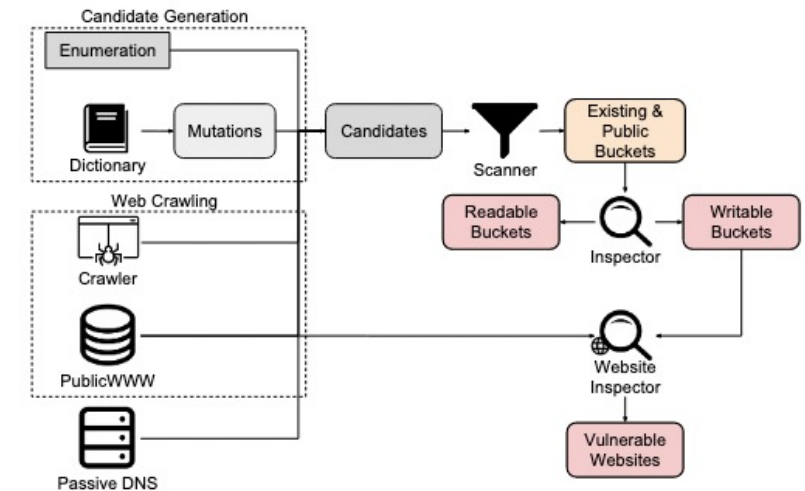 Candidate Generation
Enumeration
Dictionary
Mutations
Candidates
Scanner
Existing &
Public
Buckets
Web Crawling
Crawler
PublicWWW
Passive DNS
Readable
Buckets
Inspector
Writable
Buckets
Website
Inspector
Vulnerable
Websites